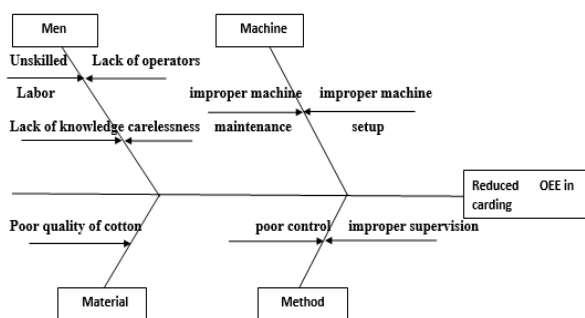 Men
Machine
Unskilled Lack of operators
Labor
improper machine improper machine
maintenance setup
Lack of knowledge carelessness
Reduced OEE in
carding
Poor quality of cotton
poor control improper supervision
Material
Method